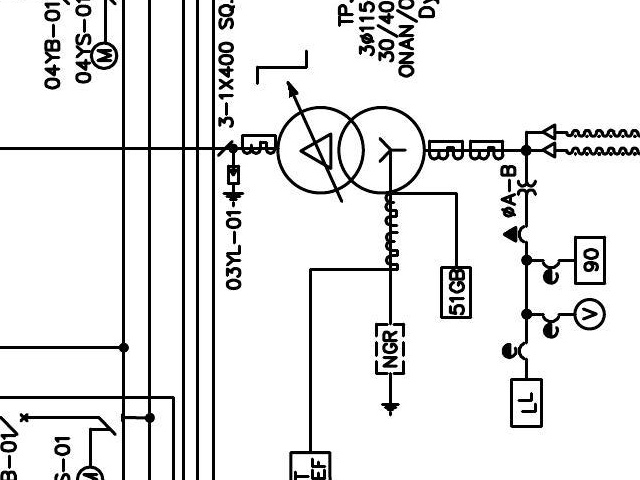 04YB-01
04YS-01
M
3-1X400 SQ.
TP.
3ø115
30/40
ONAN/O
Dy
03YL-01
øA-B
90
51GB
V
NGR
LL
B-01
S-01
M
T
EF